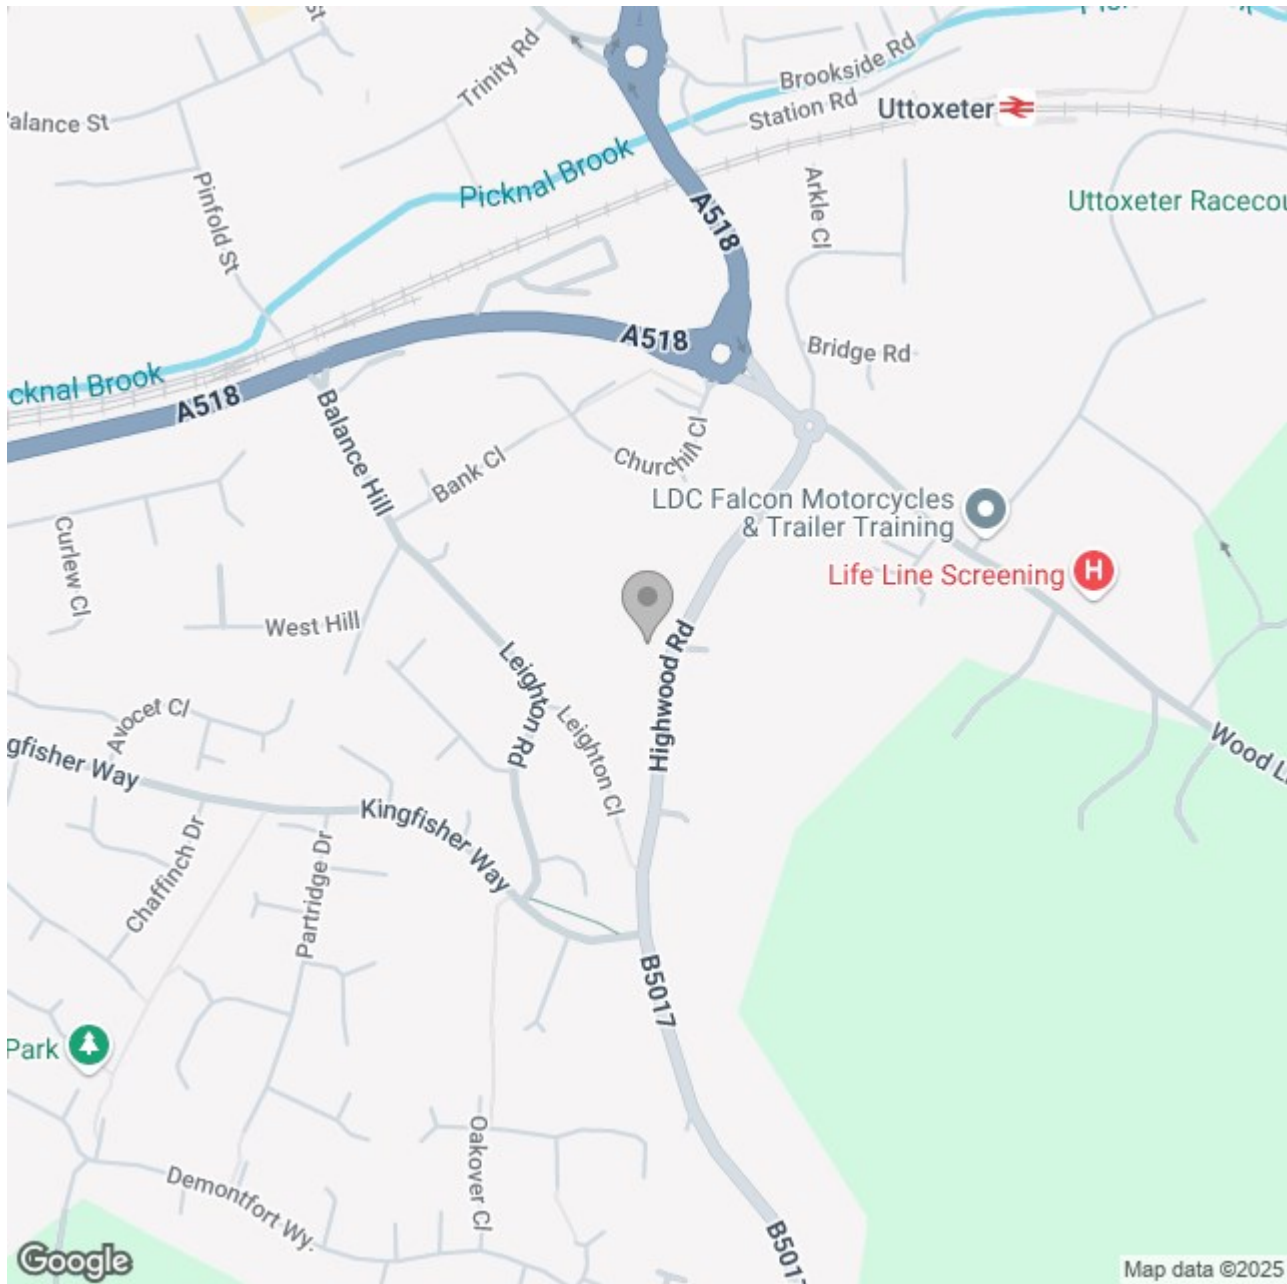 St
Trinity Rd
Brookside Rd
Station Rd
Uttoxeter
alance St
Picknal Brook
Pinfold St
Arkle Cl
Uttoxeter Racecou
A518
A518
Bridge Rd
cknal Brook
A518
Balance Hill
Churchill Cl
Bank Cl
LDC Falcon Motorcycles
& Trailer Training
Curlew Cl
Life Line Screening
H
West Hill
Highwood Rd
Leighton Rd
Leighton Cl
Avocet Cl
gfisher Way
Wood L
Kingfisher Way
Chaffinch Dr
Partridge Dr
B5017
Park
Oakover Cl
Demontfort Wy.
B5017
Google
Map data ©2025